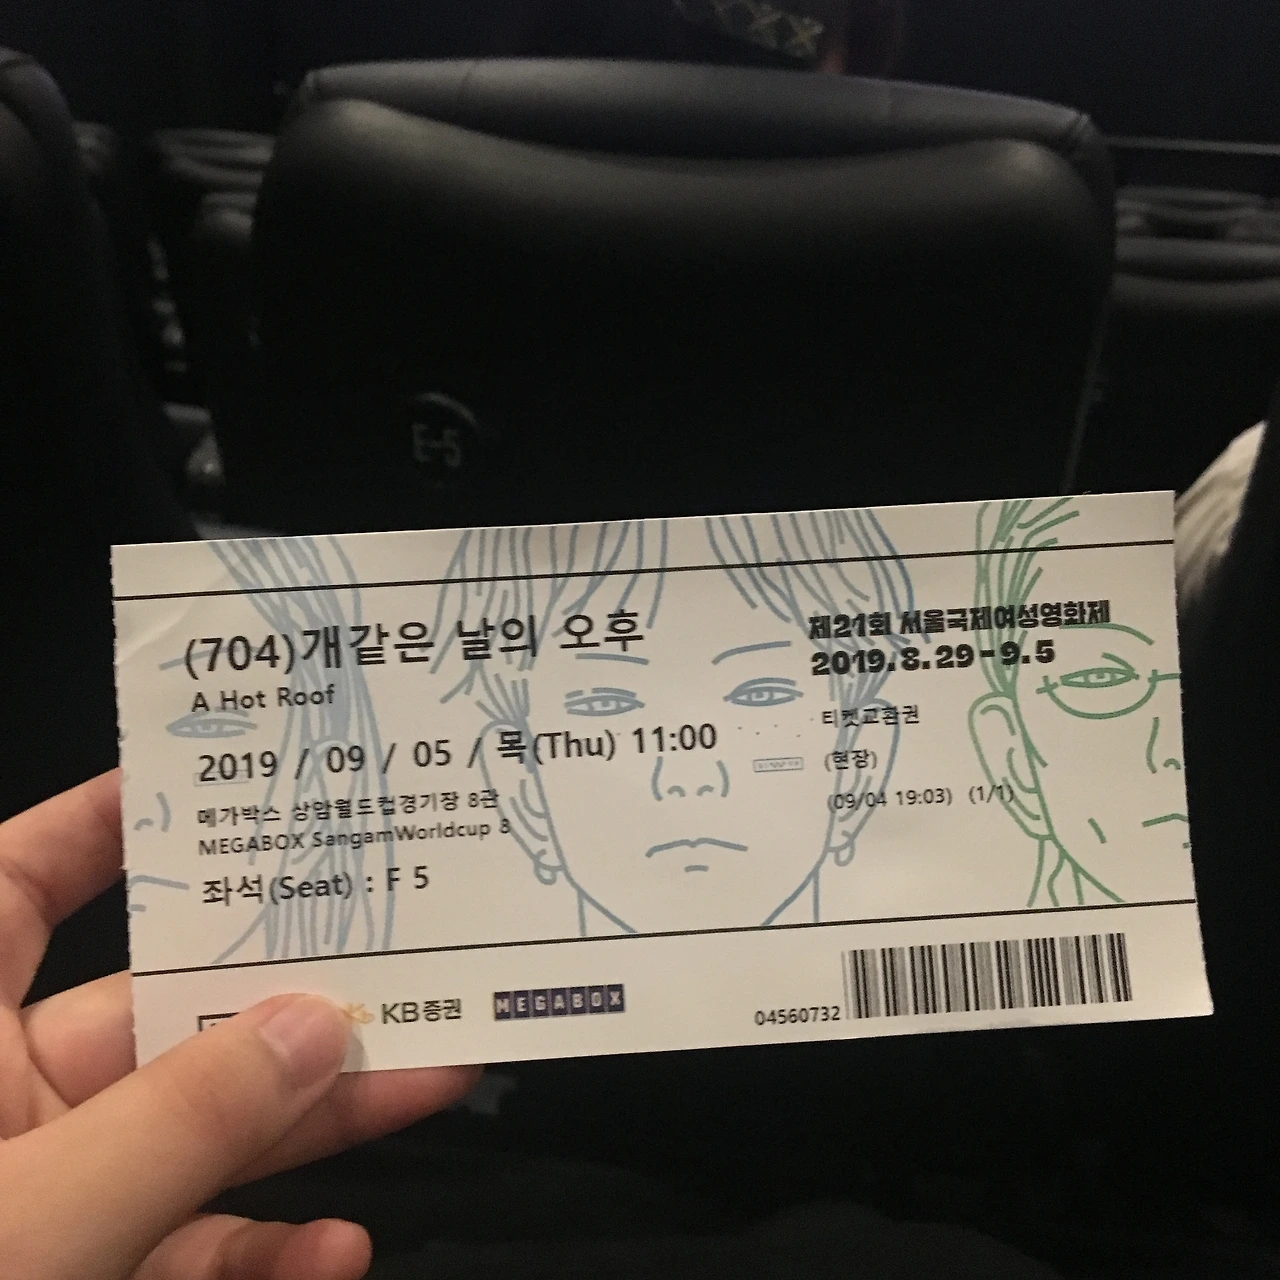 E-5
(704)개같은 날의 오후
A Hot Roof
2019 / 09 / 05 / 목(Thu) 11:00
메가박스 상암월드컵경기장 8관
MEGABOX SangamWorldcup 8
좌석(Seat) : F 5
제21회 서울국제여성영화제
2019.8.29-9.5
티켓교환권
(현장)
(09/04 19:03) (1/1)
KB증권
MEGABOX
04560732